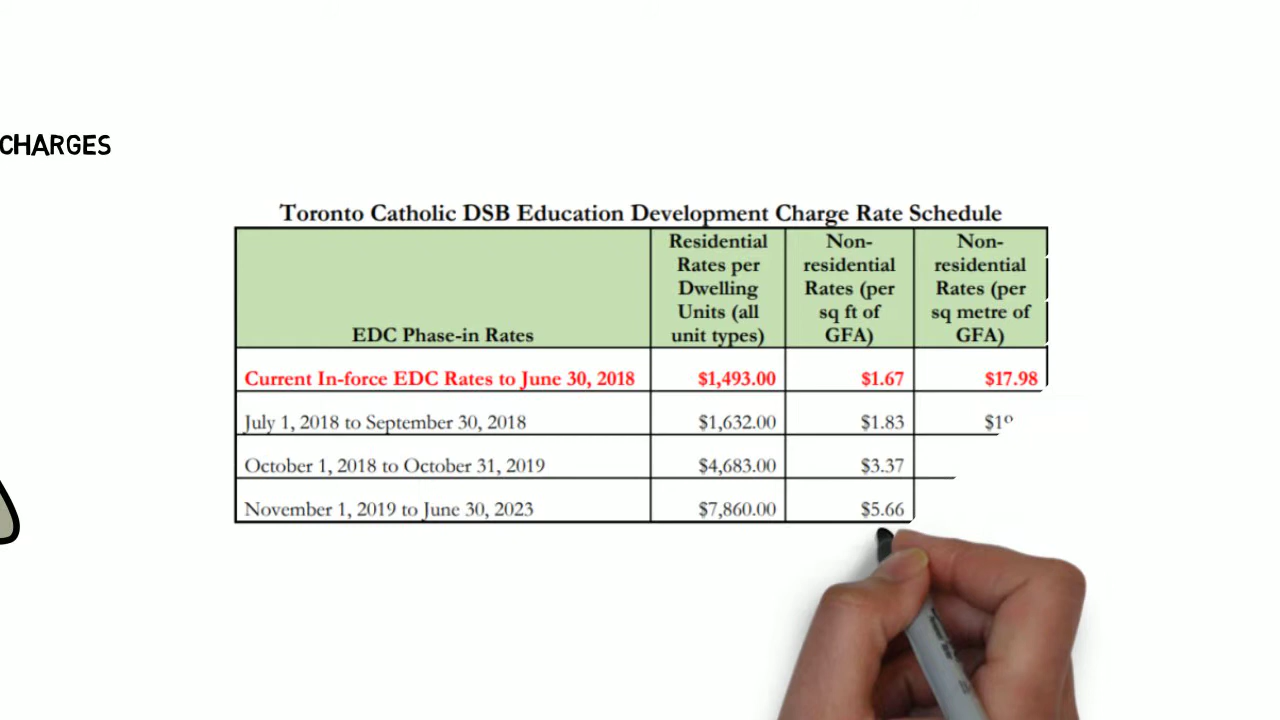 CHARGES
Toronto Catholic DSB Education Development Charge Rate Schedule
EDC Phase-in Rates
Residential
Rates per
Dwelling
Units (all
unit types)
Non-
residential
Rates (per
sq ft of
GFA)
Non-
residential
Rates (per
sq metre of
GFA)
Current In-force EDC Rates to June 30, 2018 $1,493.00 $1.67 $17.98
July 1, 2018 to September 30, 2018 $1,632.00 $1.83
October 1, 2018 to October 31, 2019 $4,683.00 $3.37
November 1, 2019 to June 30, 2023 $7,860.00 $5.66